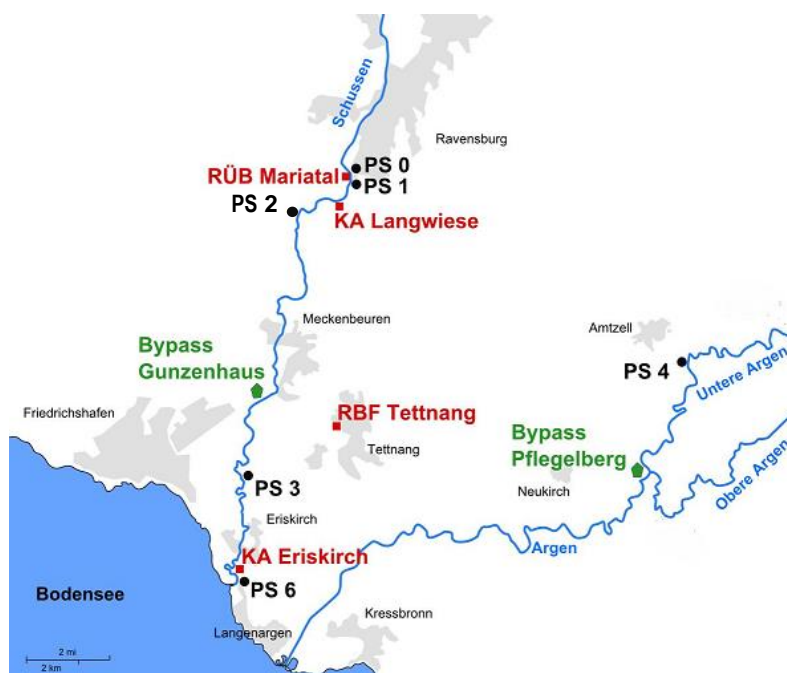 Schussen
Ravensburg
PS 0
RÜB Mariatal
PS 1
PS 2
KA Langwiese
Meckenbeuren
Amtzell
Bypass
Gunzenhaus
PS 4
Untere Argen
Friedrichshafen
RBF Tettnang
Tettnang
Bypass
Pflegelberg
Obere Argen
PS 3
Neukirch
Eriskirch
Argen
KA Eriskirch
PS 6
Bodensee
Kressbronn
Langenargen
2 mi
2 km